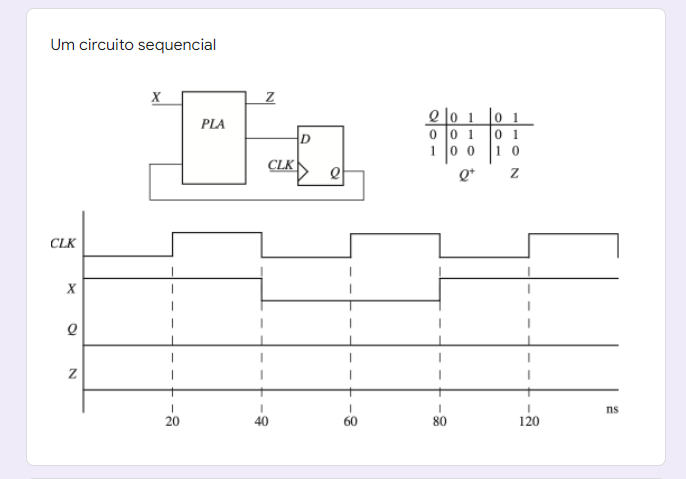 Um circuito sequencial
X Z
PLA
D
CLK
Q
Q 0 1 0 1
0 0 1 0 1
1 0 0 1 0
Q⁺ Z
CLK
X
Q
Z
20 40 60 80 120 ns